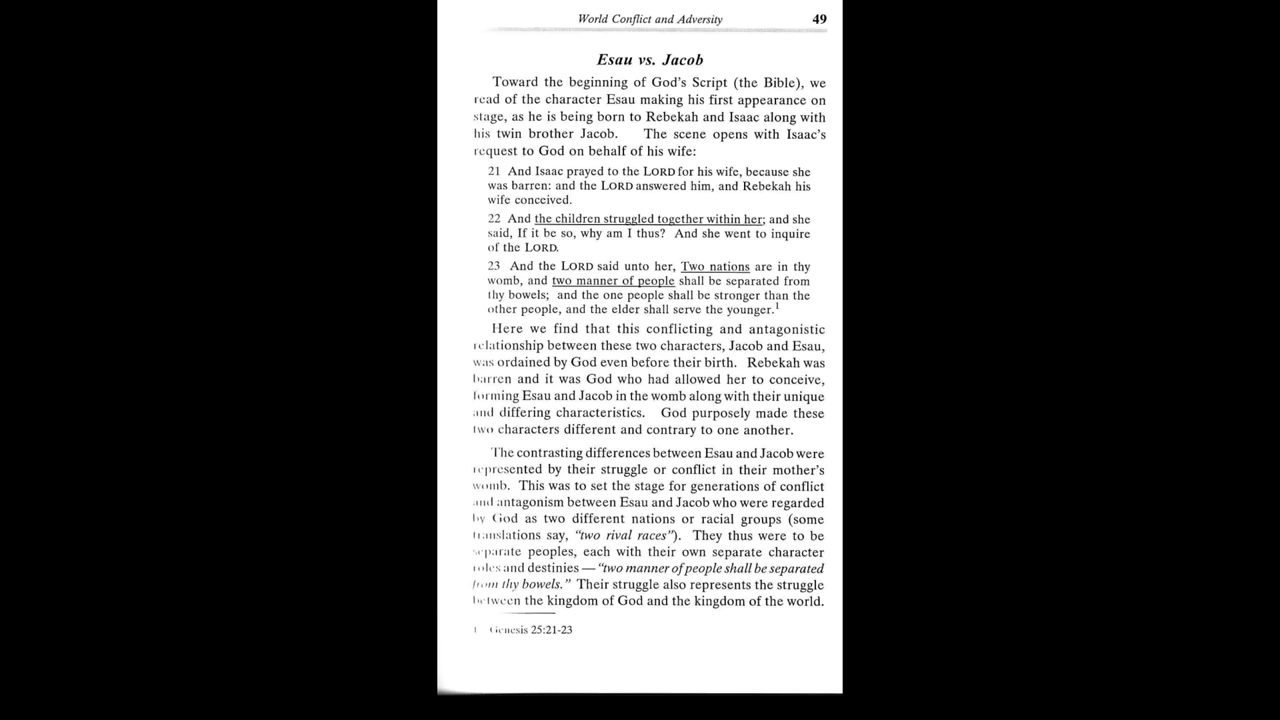 World Conflict and Adversity 49
Esau vs. Jacob
Toward the beginning of God's Script (the Bible), we
read of the character Esau making his first appearance on
stage, as he is being born to Rebekah and Isaac along with
his twin brother Jacob. The scene opens with Isaac's
request to God on behalf of his wife:
21 And Isaac prayed to the LORD for his wife, because she
was barren: and the LORD answered him, and Rebekah his
wife conceived.
22 And the children struggled together within her; and she
said, If it be so, why am I thus? And she went to inquire
of the LORD.
23 And the LORD said unto her, Two nations are in thy
womb, and two manner of people shall be separated from
thy bowels; and the one people shall be stronger than the
other people, and the elder shall serve the younger.1
Here we find that this conflicting and antagonistic
relationship between these two characters, Jacob and Esau,
was ordained by God even before their birth. Rebekah was
barren and it was God who had allowed her to conceive,
forming Esau and Jacob in the womb along with their unique
and differing characteristics. God purposely made these
two characters different and contrary to one another.
The contrasting differences between Esau and Jacob were
represented by their struggle or conflict in their mother's
womb. This was to set the stage for generations of conflict
and antagonism between Esau and Jacob who were regarded
by God as two different nations or racial groups (some
translations say, "two rival races"). They thus were to be
separate peoples, each with their own separate character
roles and destinies — "two manner of people shall be separated
from thy bowels." Their struggle also represents the struggle
between the kingdom of God and the kingdom of the world.
1 Genesis 25:21-23